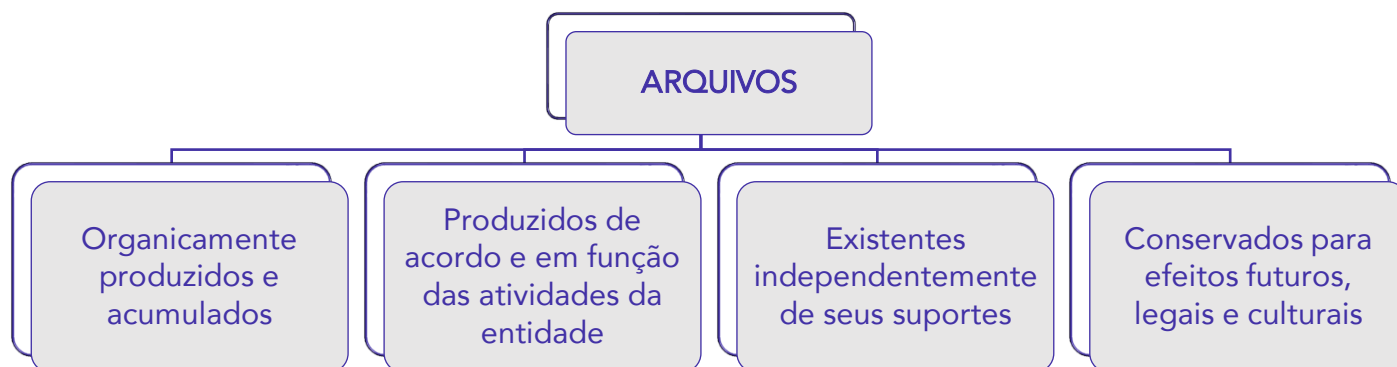 ARQUIVOS
Organicamente
produzidos e
acumulados
Produzidos de
acordo e em função
das atividades da
entidade
Existentes
independentemente
de seus suportes
Conservados para
efeitos futuros,
legais e culturais